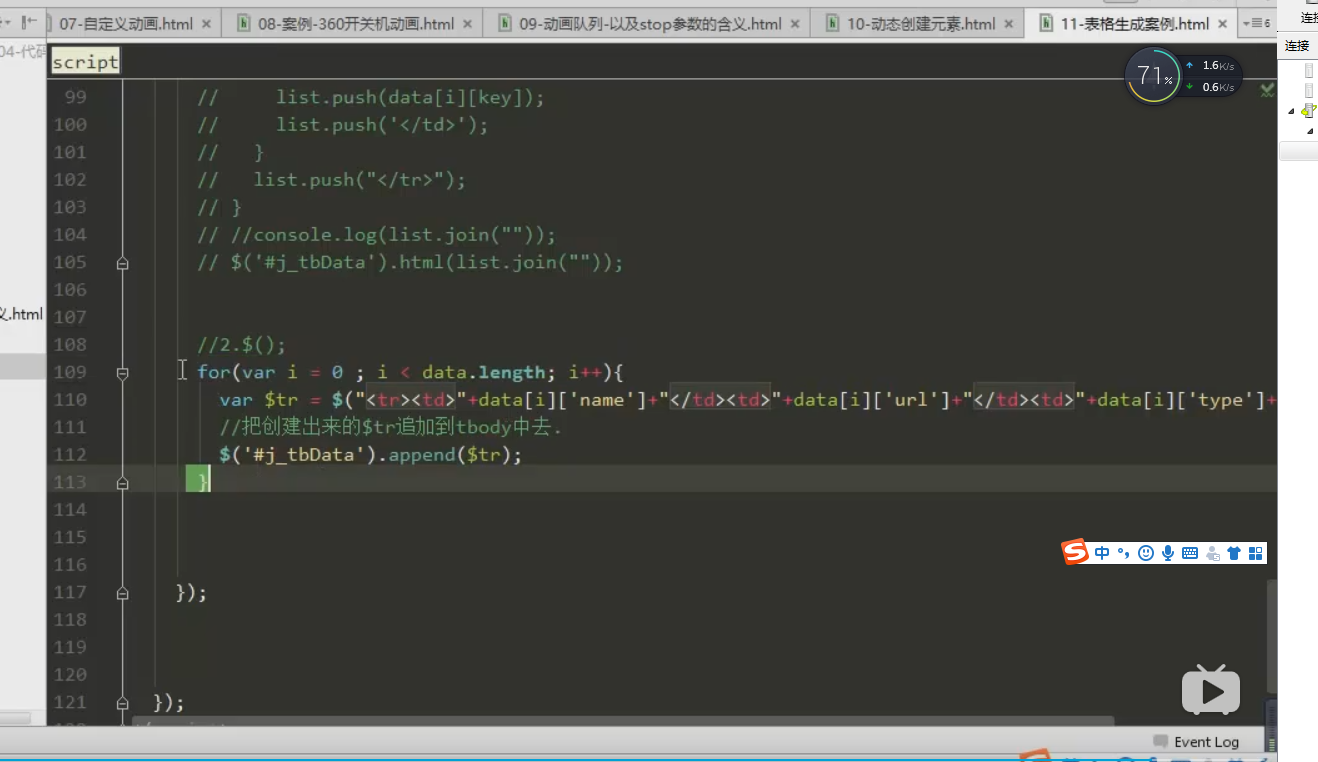 07-自定义动画.html
08-案例-360开关机动画.html
09-动画队列-以及stop参数的含义.html
10-动态创建元素.html
11-表格生成案例.html
6
04-代码
script
71%
1.6K/s
0.6K/s
连接
99 // list.push(data[i][key]);
100 // list.push('</td>');
101 // }
102 // list.push("</tr>");
103 // }
104 // //console.log(list.join(""));
105 // $('#j_tbData').html(list.join(""));
106
107
义.html
108 //2.$();
109 for(var i = 0 ; i < data.length; i++){
110 var $tr = $("<tr><td>"+data[i]['name']+"</td><td>"+data[i]['url']+"</td><td>"+data[i]['type']+
111 //把创建出来的$tr追加到tbody中去.
112 $('#j_tbData').append($tr);
113 }
114
115
116
中
117 });
118
119
120
121 });
Event Log